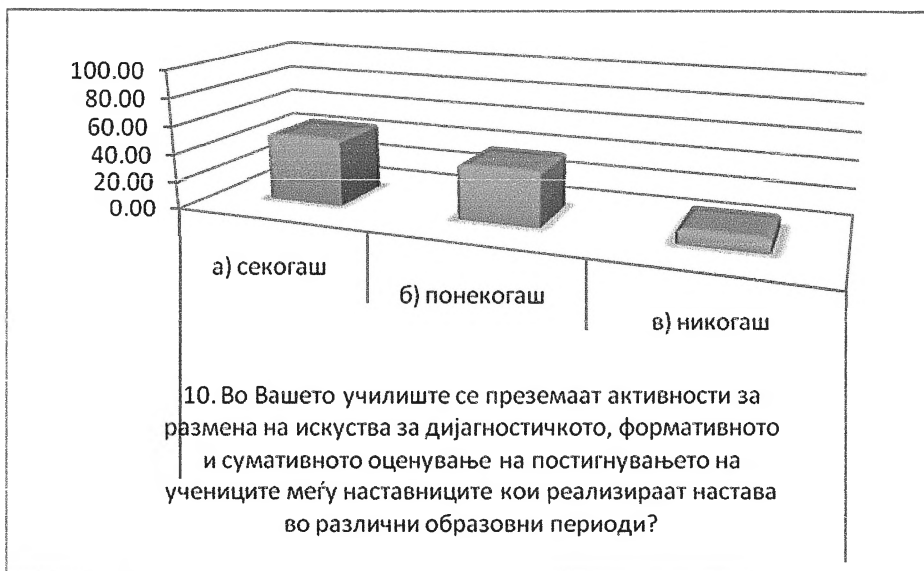 100.00
80.00
60.00
40.00
20.00
0.00
а) секогаш
б) понекогаш
в) никогаш
10. Во Вашето училиште се преземаат активности за
размена на искуства за дијагностичкото, формативното
и сумативното оценување на постигнувањето на
учениците меѓу наставниците кои реализираат настава
во различни образовни периоди?